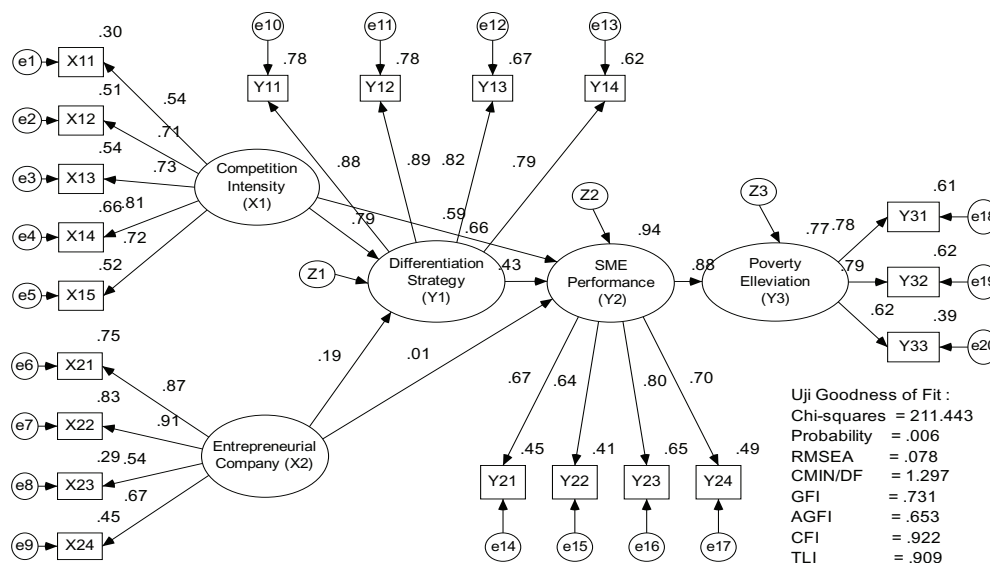 e10
e11
e12
e13
.30
.78
.78
.67
.62
e1
X11
Y11
Y12
Y13
Y14
.51
.54
e2
X12
.71
.54
.73
e3
X13
Competition
Intensity
(X1)
.88
.89
.82
.79
.66
.81
e4
X14
.72
.79
.59
.66
Z2
Z3
.61
Y31
e18
.52
e5
X15
Z1
Differentiation
Strategy
(Y1)
.43
.94
SME
Performance
(Y2)
.88
.77
.78
Poverty
Elleviation
(Y3)
.79
.62
Y32
e19
.62
.39
Y33
e20
.75
e6
X21
.87
.19
.01
.83
e7
X22
.91
Entrepreneurial
Company (X2)
.29
.54
e8
X23
.67
.45
e9
X24
.67
.64
.80
.70
.45
.41
.65
.49
Y21
Y22
Y23
Y24
e14
e15
e16
e17
Uji Goodness of Fit :
Chi-squares = 211.443
Probability = .006
RMSEA = .078
CMIN/DF = 1.297
GFI = .731
AGFI = .653
CFI = .922
TLI = .909